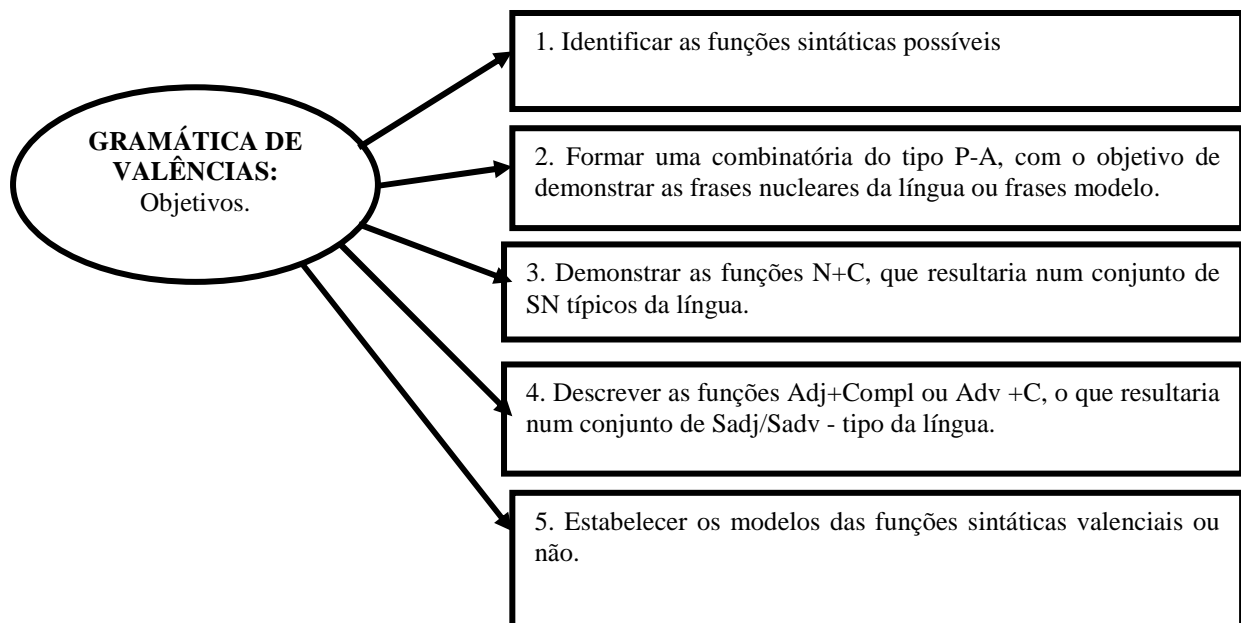 GRAMÁTICA DE
VALÊNCIAS:
Objetivos.
1. Identificar as funções sintáticas possíveis
2. Formar uma combinatória do tipo P-A, com o objetivo de
demonstrar as frases nucleares da língua ou frases modelo.
3. Demonstrar as funções N+C, que resultaria num conjunto de
SN típicos da língua.
4. Descrever as funções Adj+Compl ou Adv +C, o que resultaria
num conjunto de Sadj/Sadv - tipo da língua.
5. Estabelecer os modelos das funções sintáticas valenciais ou
não.